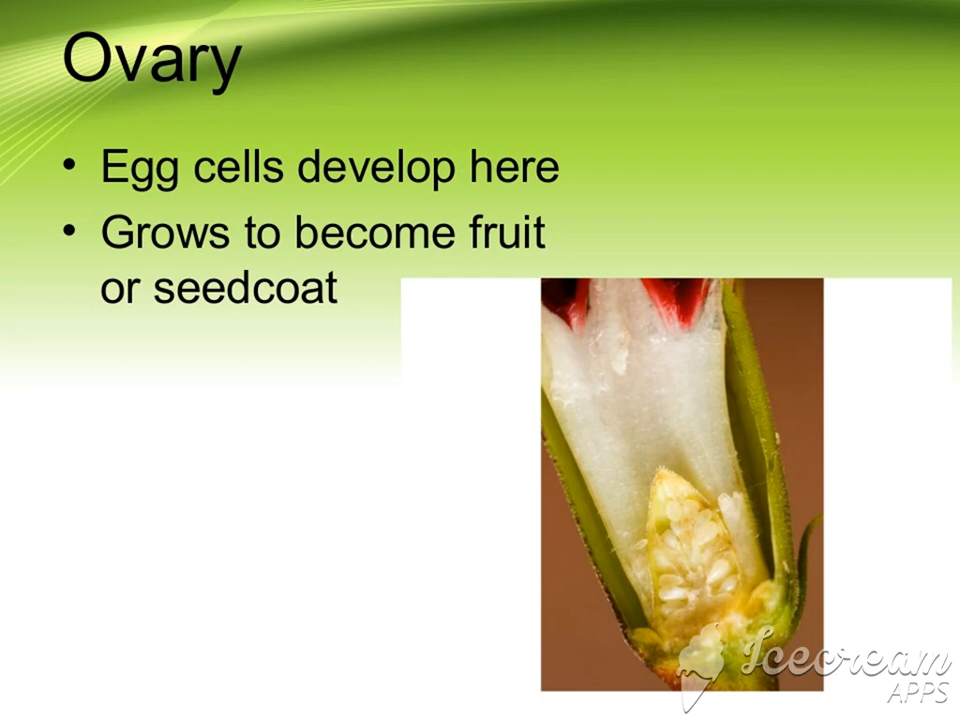 Ovary
• Egg cells develop here
• Grows to become fruit
or seedcoat
Icecream
APPS